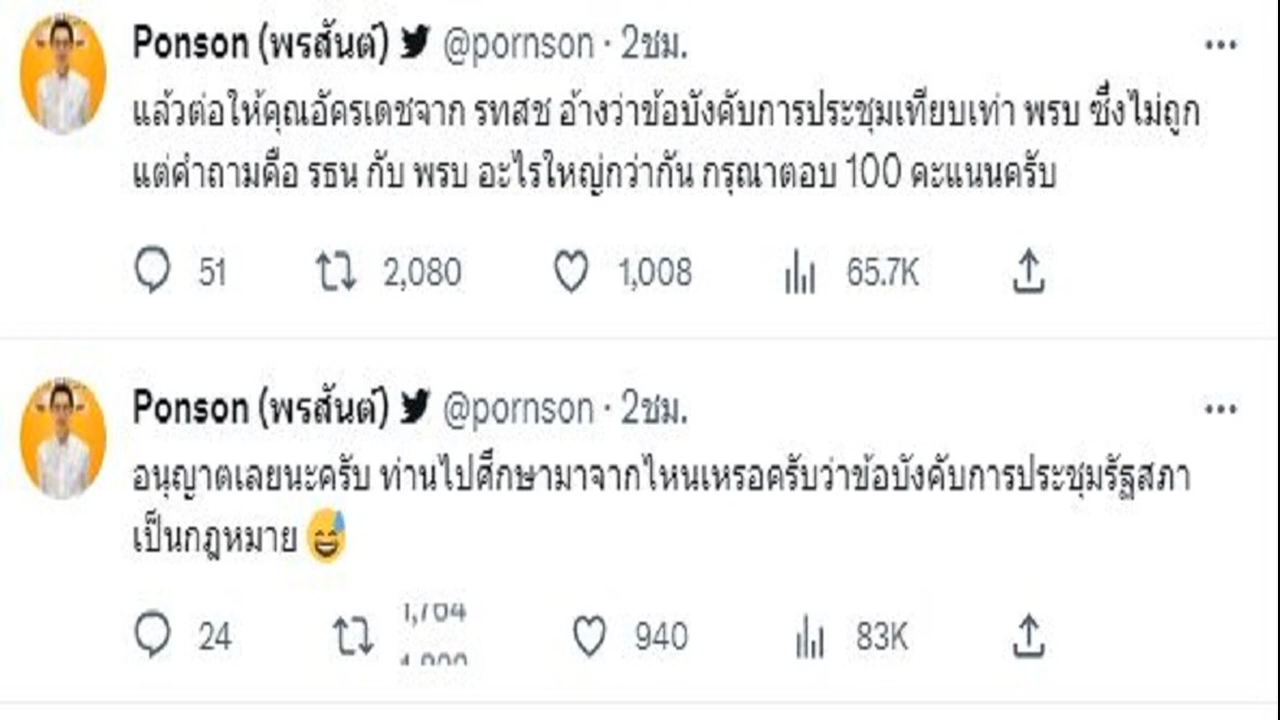 Ponson (พรสันต์) @pornson · 2ชม.
แล้วต่อให้คุณอัครเดชจาก รทสช อ้างว่าข้อบังคับการประชุมเทียบเท่า พรบ ซึ่งไม่ถูก
แต่คำถามคือ รธน กับ พรบ อะไรใหญ่กว่ากัน กรุณาตอบ 100 คะแนนครับ
51 2,080 1,008 65.7K
Ponson (พรสันต์) @pornson · 2ชม.
อนุญาตเลยนะครับ ท่านไปศึกษามาจากไหนเหรอครับว่าข้อบังคับการประชุมรัฐสภา
เป็นกฎหมาย 😅
24 1,704 940 83K